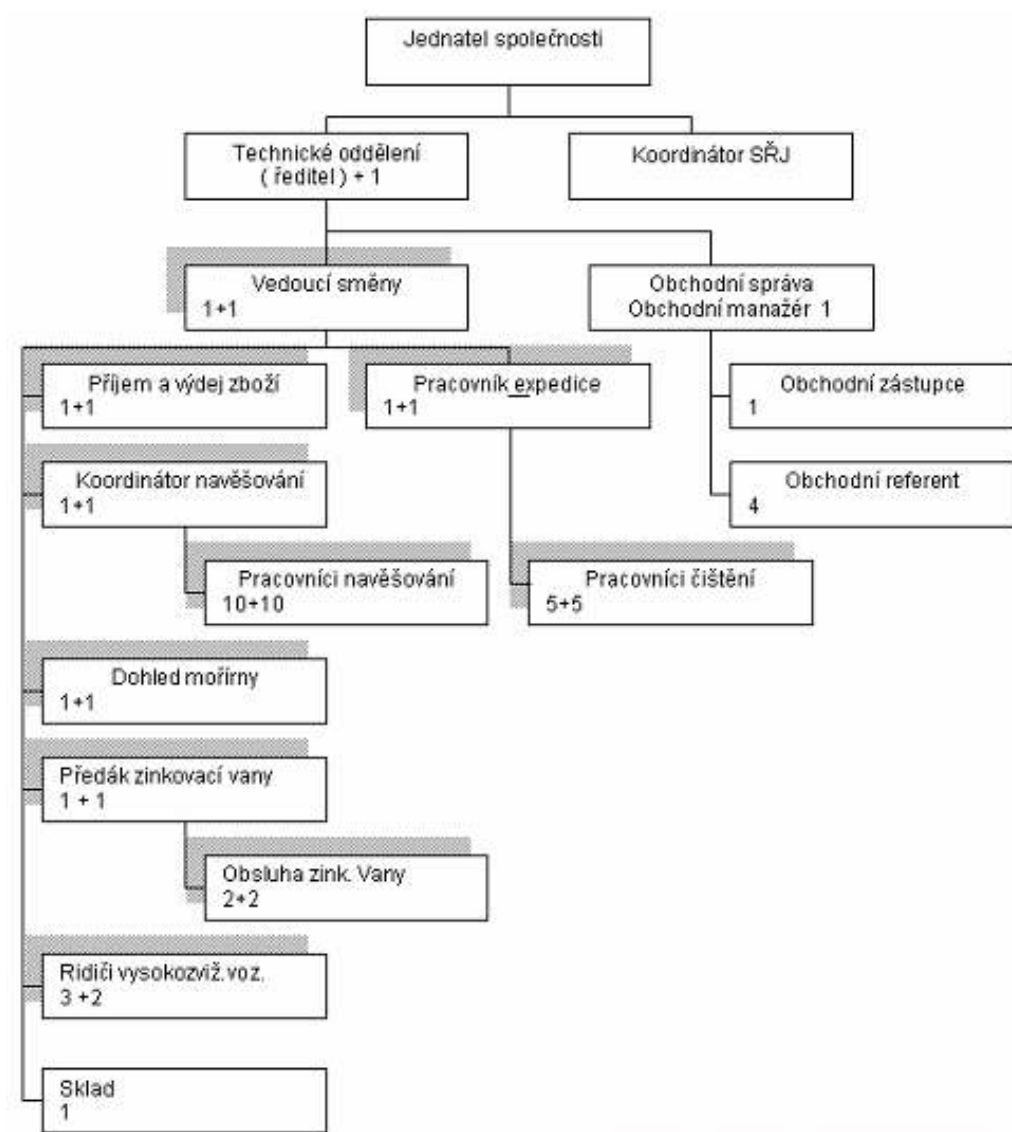 Jednatel společnosti
Technické oddělení
( ředitel ) + 1
Koordinátor SŘJ
Vedoucí směny
1+1
Obchodní správa
Obchodní manažér 1
Příjem a výdej zboží
1+1
Pracovník expedice
1+1
Obchodní zástupce
1
Koordinátor navěšování
1+1
Obchodní referent
4
Pracovníci navěšování
10+10
Pracovníci čištění
5+5
Dohled mořírny
1+1
Předák zinkovací vany
1 + 1
Obsluha zink. Vany
2+2
Ridiči vysokozviž.voz.
3 +2
Sklad
1